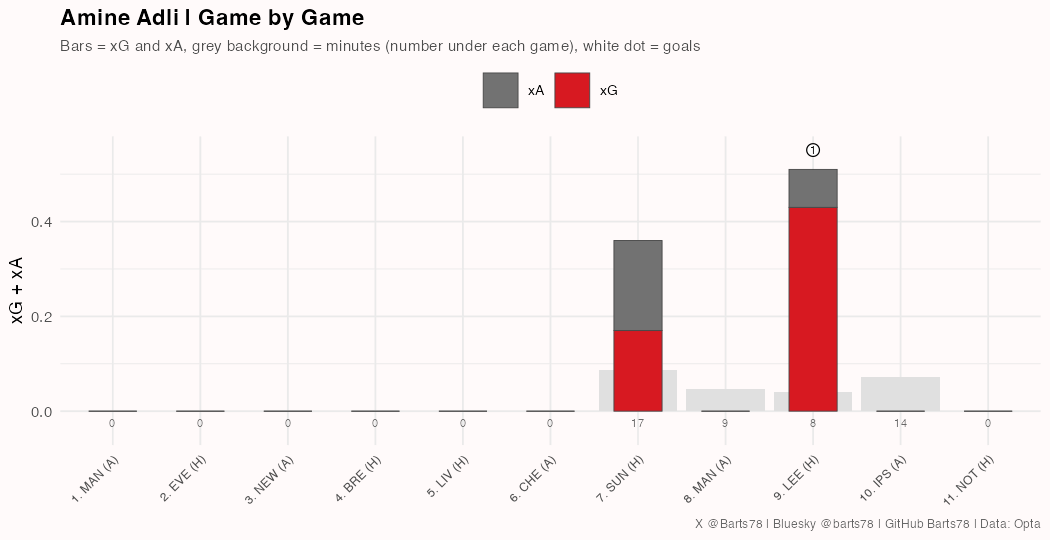 Amine Adli | Game by Game
Bars = xG and xA, grey background = minutes (number under each game), white dot = goals
xA xG
1
xG + xA
0.4
0.2
0.0
0 0 0 0 0 0 17 9 8 14 0
1. MAN (A)
2. EVE (H)
3. NEW (A)
4. BRE (H)
5. LIV (H)
6. CHE (A)
7. SUN (H)
8. MAN (A)
9. LEE (H)
10. IPS (A)
11. NOT (H)
X @Barts78 | Bluesky @barts78 | GitHub Barts78 | Data: Opta